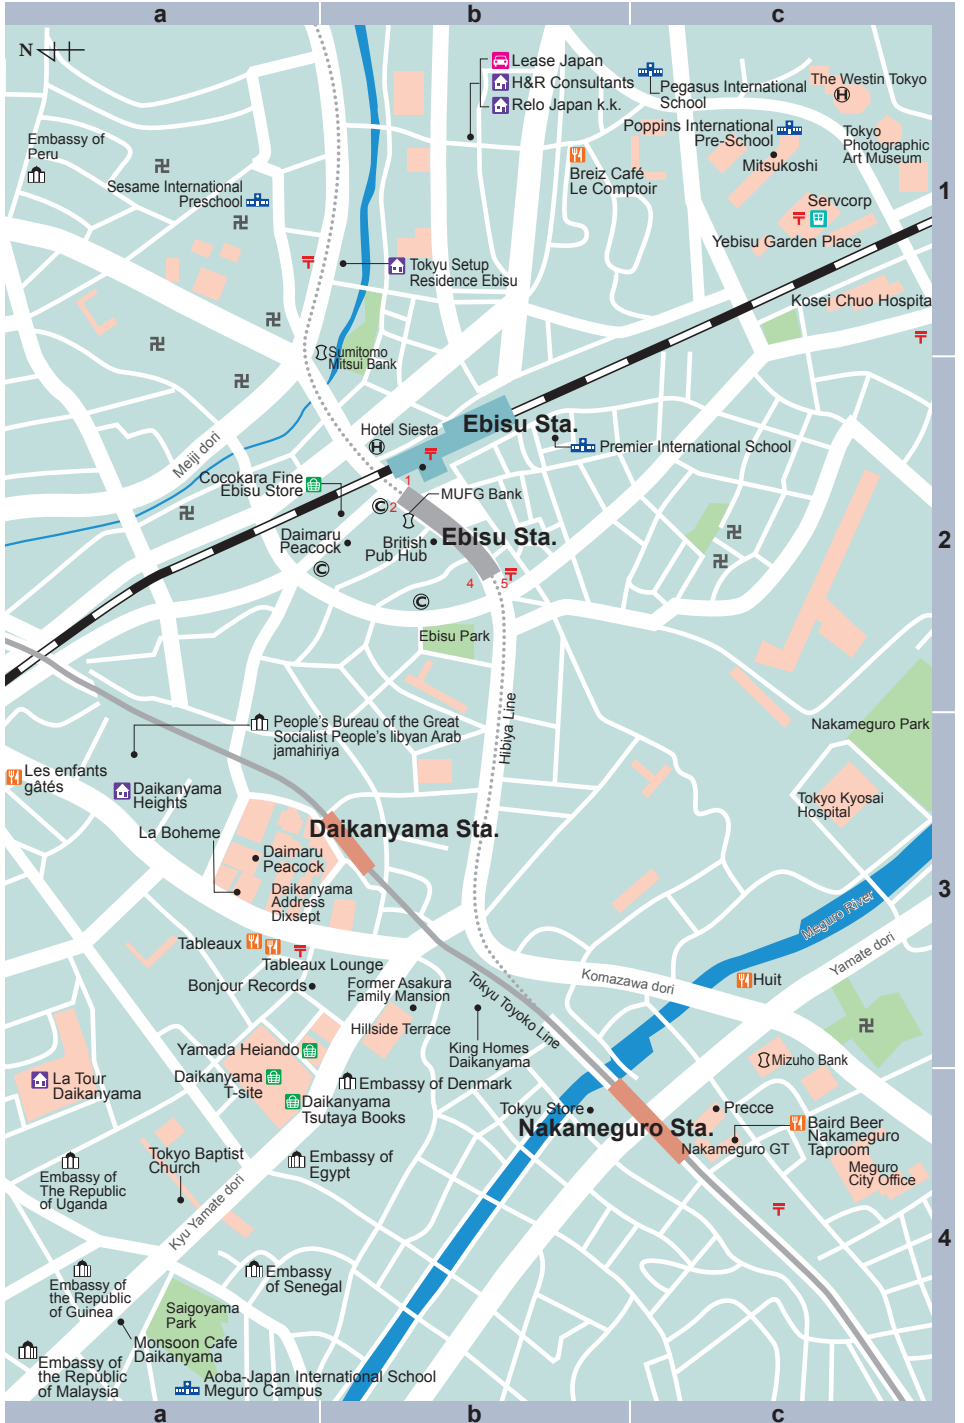 a
b
c
N
Lease Japan
H&R Consultants
Relo Japan k.k.
Pegasus International
School
The Westin Tokyo
Poppins International
Pre-School
Mitsukoshi
Tokyo
Photographic
Art Museum
Embassy of
Peru
Sesame International
Preschool
Breiz Café
Le Comptoir
1
Servcorp
Yebisu Garden Place
Tokyu Setup
Residence Ebisu
Kosei Chuo Hospita
Sumitomo
Mitsui Bank
Meiji dori
Hotel Siesta
Ebisu Sta.
Premier International School
Cocokara Fine
Ebisu Store
1
2
MUFG Bank
Daimaru
Peacock
British
Pub Hub
Ebisu Sta.
2
4
5
Ebisu Park
Hibiya Line
People's Bureau of the Great
Socialist People's libyan Arab
jamahiriya
Nakameguro Park
Les enfants
gâtés
Daikanyama
Heights
Tokyo Kyosai
Hospital
La Boheme
Daikanyama Sta.
Daimaru
Peacock
Daikanyama
Address
Dixsept
3
Meguro River
Yamate dori
Tableaux
Tableaux Lounge
Bonjour Records
Former Asakura
Family Mansion
Hillside Terrace
Tokyu Toyoko Line
Komazawa dori
Huit
King Homes
Daikanyama
Yamada Heiando
Mizuho Bank
La Tour
Daikanyama
Daikanyama
T-site
Daikanyama
Tsutaya Books
Embassy of Denmark
Tokyu Store
Nakameguro Sta.
Precce
Nakameguro GT
Baird Beer
Nakameguro
Taproom
Meguro
City Office
Tokyo Baptist
Church
Embassy of
Egypt
Embassy of
The Republic
of Uganda
Kyu Yamate dori
4
Embassy of
the Republic
of Guinea
Embassy
of Senegal
Saigoyama
Park
Monsoon Cafe
Daikanyama
Embassy of
the Republic
of Malaysia
Aoba-Japan International School
Meguro Campus
a
b
c